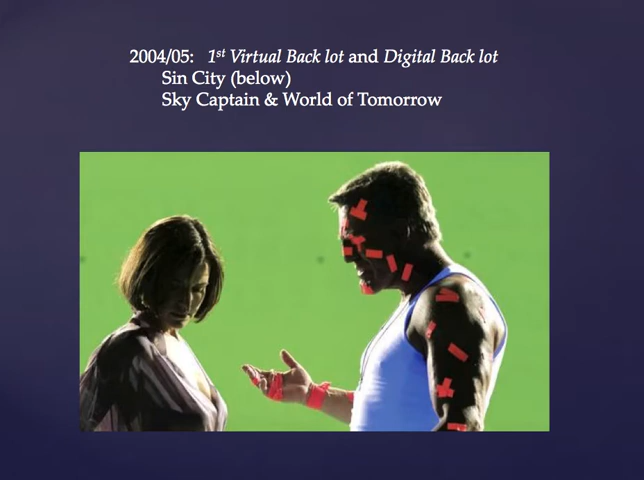 2004/05: 1st Virtual Back lot and Digital Back lot
Sin City (below)
Sky Captain & World of Tomorrow